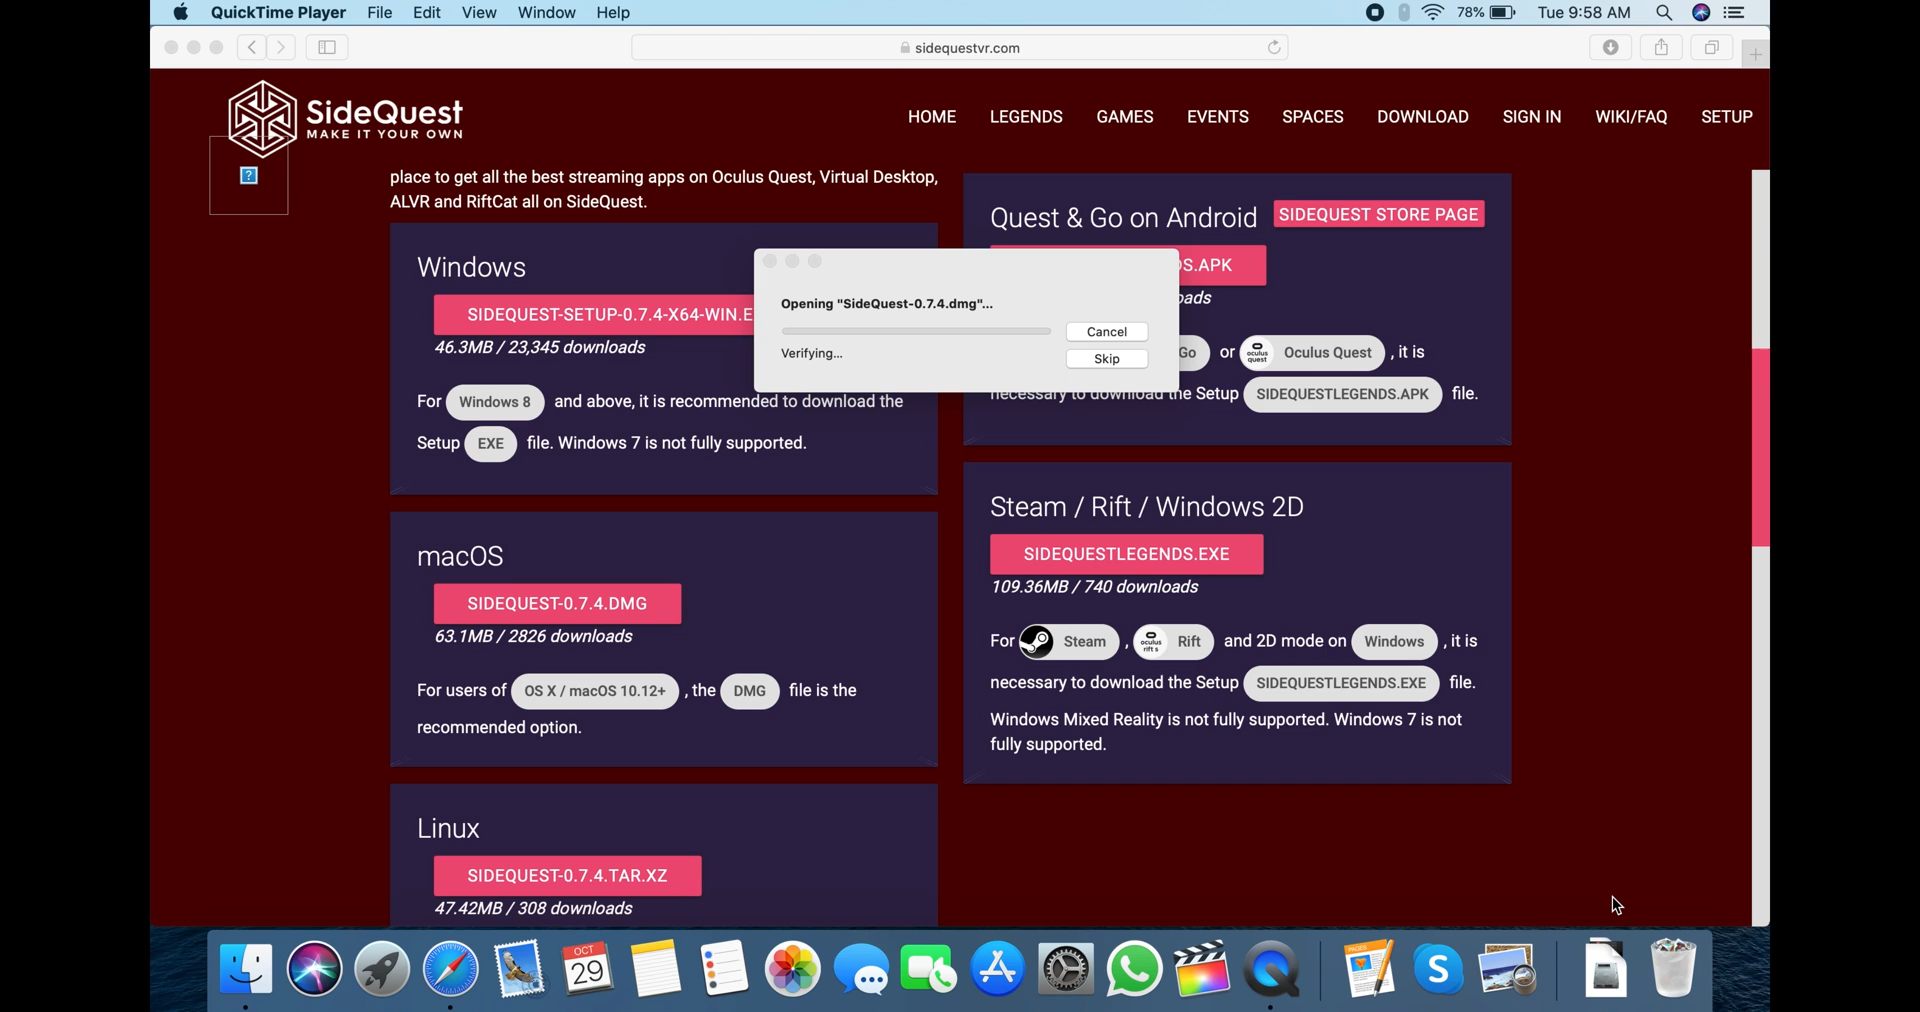 QuickTime Player File Edit View Window Help 78% Tue 9:58 AM
sidequestvr.com
SideQuest
MAKE IT YOUR OWN
HOME LEGENDS GAMES EVENTS SPACES DOWNLOAD SIGN IN WIKI/FAQ SETUP
?
place to get all the best streaming apps on Oculus Quest, Virtual Desktop,
ALVR and RiftCat all on SideQuest.
Windows
SIDEQUEST-SETUP-0.7.4-X64-WIN.E
46.3MB / 23,345 downloads
For Windows 8 and above, it is recommended to download the
Setup EXE file. Windows 7 is not fully supported.
macOS
SIDEQUEST-0.7.4.DMG
63.1MB / 2826 downloads
For users of OS X / macOS 10.12+ , the DMG file is the
recommended option.
Linux
SIDEQUEST-0.7.4.TAR.XZ
47.42MB / 308 downloads
Opening "SideQuest-0.7.4.dmg"...
Cancel
Verifying...
Skip
Quest & Go on Android SIDEQUEST STORE PAGE
S.APK
oads
Go or oculus quest Oculus Quest , it is
necessary to download the Setup SIDEQUESTLEGENDS.APK file.
Steam / Rift / Windows 2D
SIDEQUESTLEGENDS.EXE
109.36MB / 740 downloads
For Steam , oculus rift s Rift and 2D mode on Windows , it is
necessary to download the Setup SIDEQUESTLEGENDS.EXE file.
Windows Mixed Reality is not fully supported. Windows 7 is not
fully supported.
OCT
29
PAGES
S